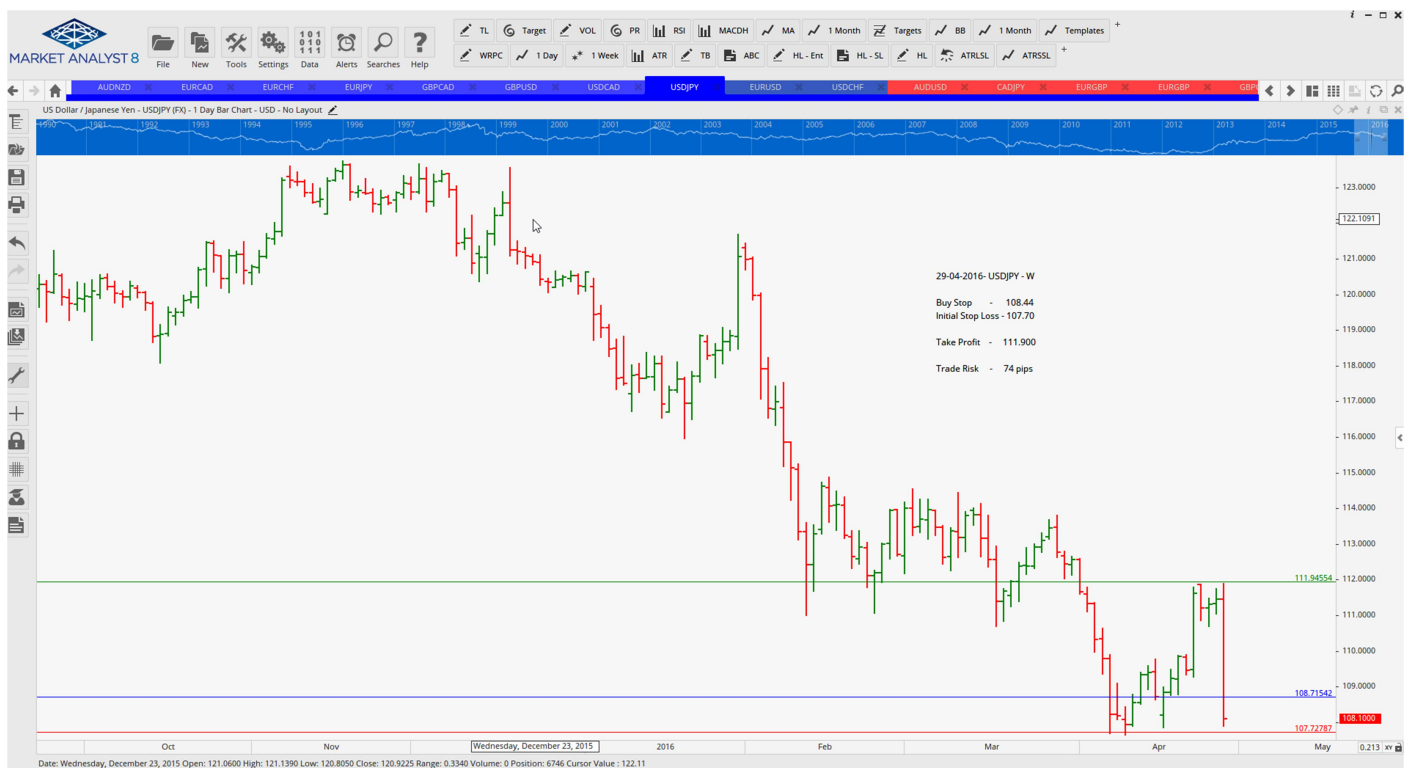 MARKET ANALYST 8
File New Tools Settings Data Alerts Searches Help
TL Target VOL PR RSI MACDH MA 1 Month Targets BB 1 Month Templates
WRPC 1 Day 1 Week ATR TB ABC HL - Ent HL - SL HL ATRLSL ATRSSL
AUDNZD EURCAD EURCHF EURJPY GBPCAD GBPUSD USDCAD USDJPY EURUSD USDCHF AUDUSD CADJPY EURGBP EURGBP
US Dollar / Japanese Yen - USDJPY (FX) - 1 Day Bar Chart - USD - No Layout
1990 1991 1992 1993 1994 1995 1996 1997 1998 1999 2000 2001 2002 2003 2004 2005 2006 2007 2008 2009 2010 2011 2012 2013 2014 2015 2016
123.0000
122.1091
121.0000
29-04-2016- USDJPY - W
120.0000
Buy Stop - 108.44
Initial Stop Loss - 107.70
119.0000
Take Profit - 111.900
118.0000
Trade Risk - 74 pips
117.0000
116.0000
115.0000
114.0000
113.0000
111.94554 112.0000
111.0000
110.0000
109.0000
108.71542
108.1000
107.72787
Oct Nov Wednesday, December 23, 2015 2016 Feb Mar Apr May 0.213 XY
Date: Wednesday, December 23, 2015 Open: 121.0600 High: 121.1390 Low: 120.8050 Close: 120.9225 Range: 0.3340 Volume: 0 Position: 6746 Cursor Value : 122.11